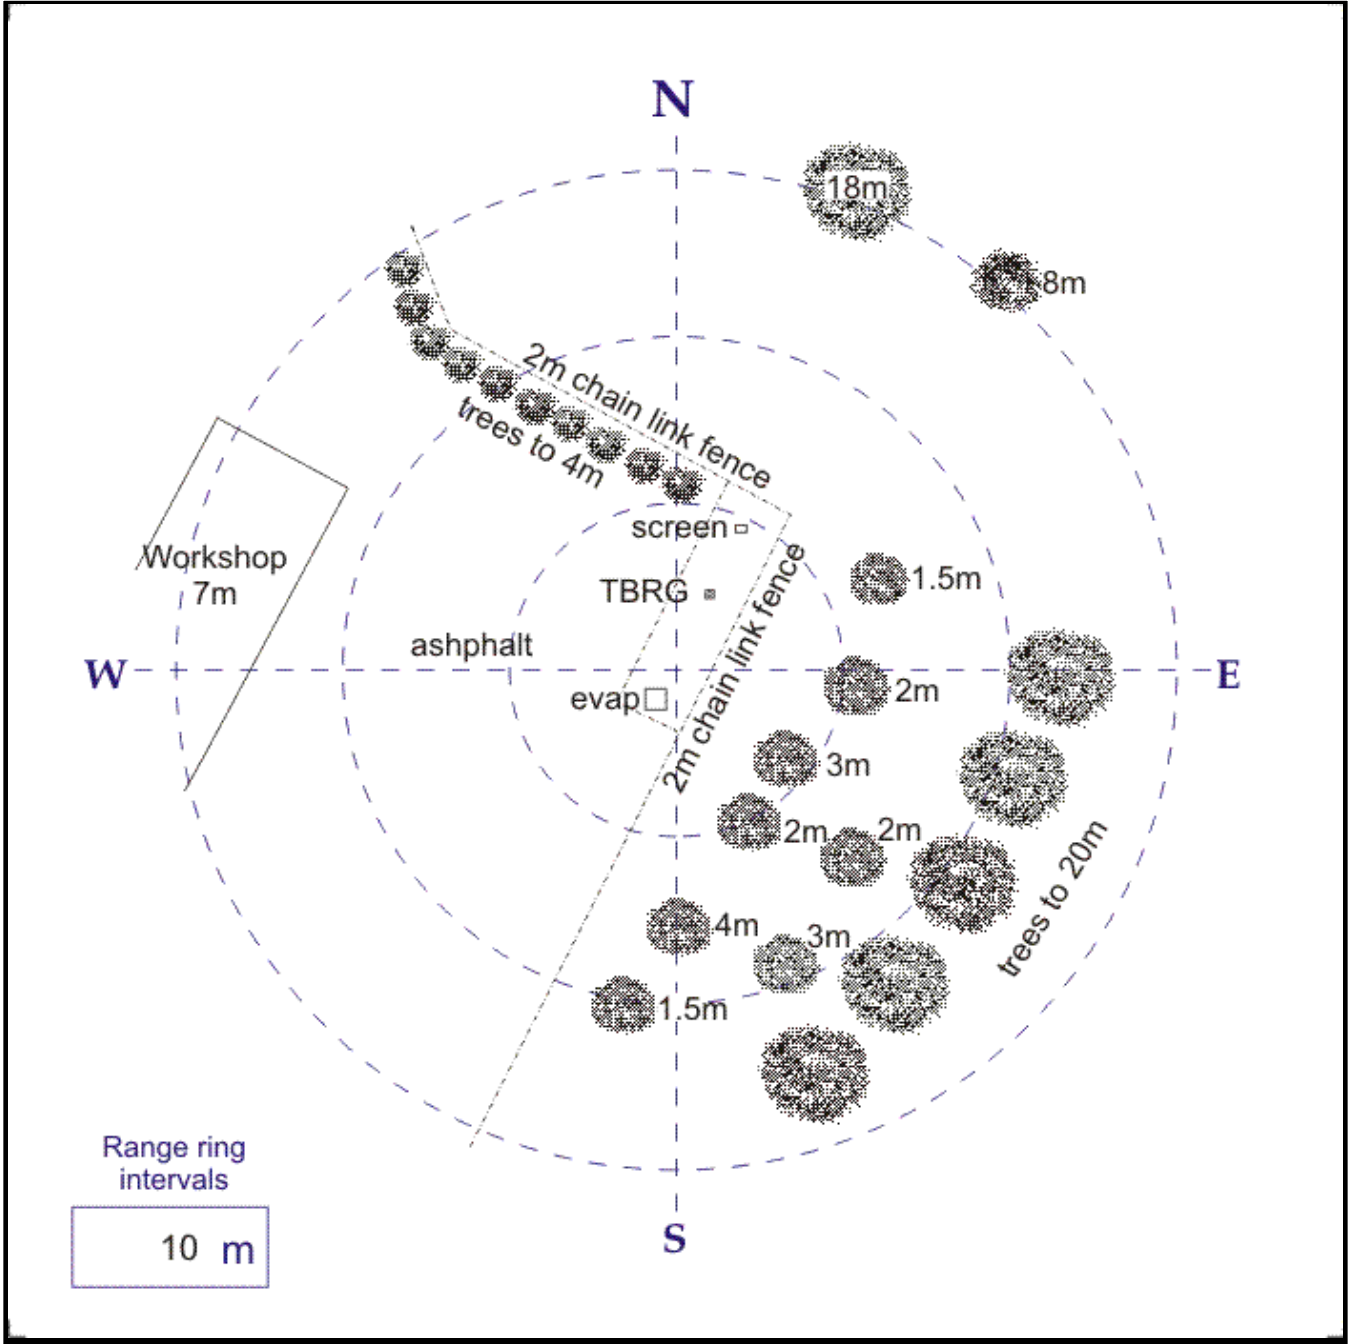 N
18m
8m
2m chain link fence
trees to 4m
screen
Workshop
7m
TBRG
1.5m
2m chain link fence
ashphalt
W
E
evap
2m
3m
2m
2m
trees to 20m
4m
3m
1.5m
Range ring
intervals
10 m
S